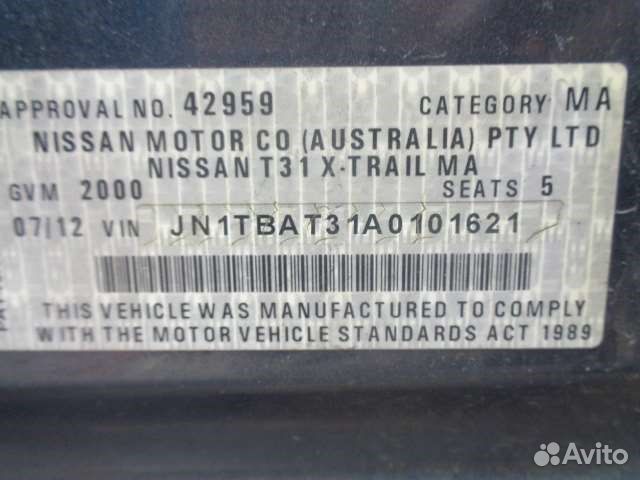 APPROVAL NO. 42959 CATEGORY MA
NISSAN MOTOR CO (AUSTRALIA) PTY LTD
NISSAN T31 X-TRAIL MA
GVM 2000 SEATS 5
07/12 VIN JN1TBAT31A0101621
THIS VEHICLE WAS MANUFACTURED TO COMPLY
WITH THE MOTOR VEHICLE STANDARDS ACT 1989
Avito